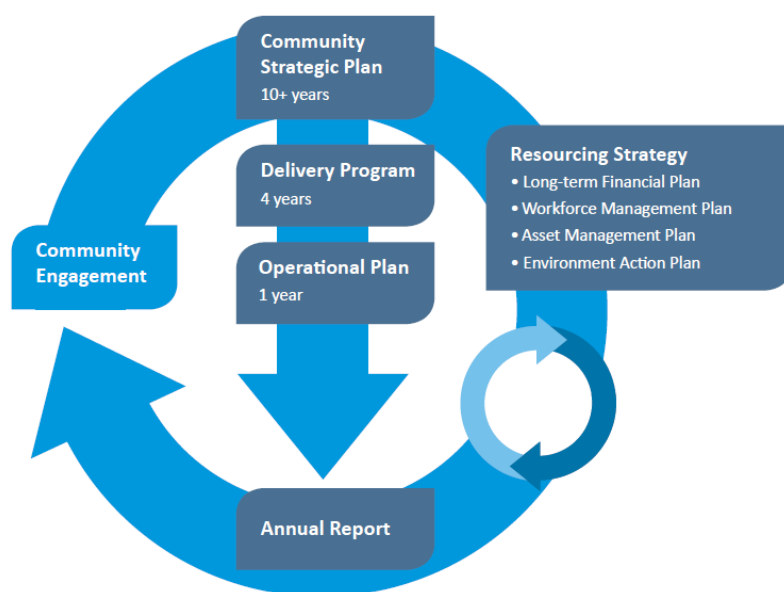 Community
Strategic Plan
10+ years
Delivery Program
4 years
Operational Plan
1 year
Resourcing Strategy
• Long-term Financial Plan
• Workforce Management Plan
• Asset Management Plan
• Environment Action Plan
Community
Engagement
Annual Report